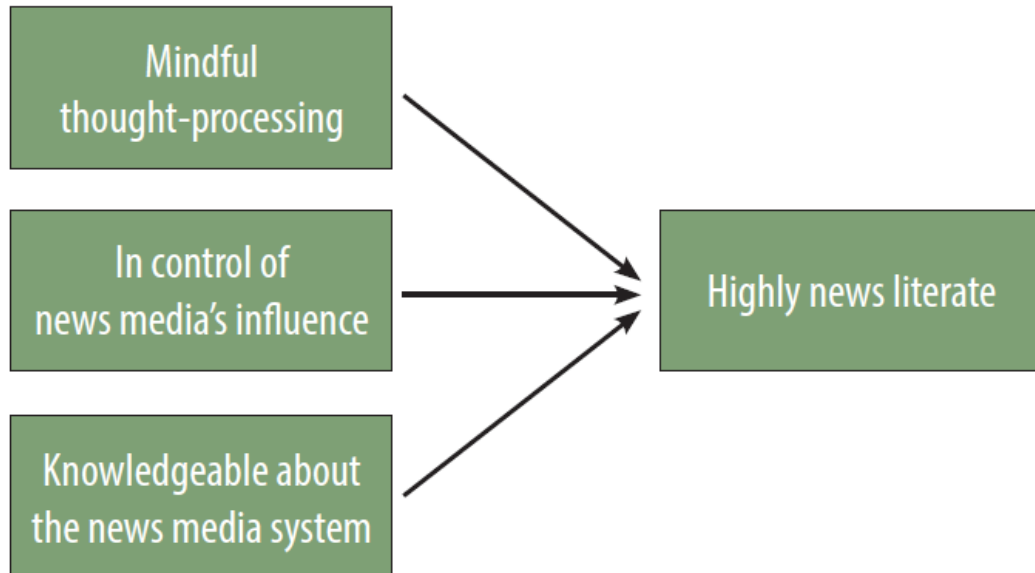 Mindful
thought-processing
In control of
news media’s influence
Knowledgeable about
the news media system
Highly news literate